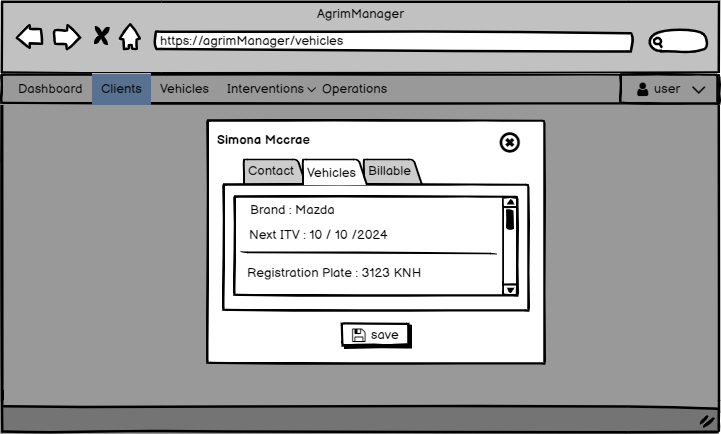 AgrimManager
https://agrimManager/vehicles
Dashboard Clients Vehicles Interventions Operations user
Simona Mccrae
Contact Vehicles Billable
Brand : Mazda
Next ITV : 10 / 10 /2024
Registration Plate : 3123 KNH
save